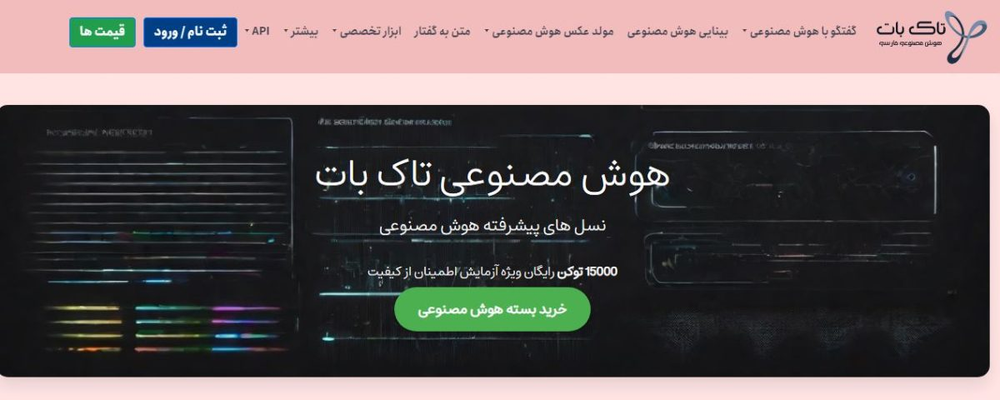 تاک بات
هوش مصنوعی فارسی
گفتگو با هوش مصنوعی
بینایی هوش مصنوعی
مولد عکس هوش مصنوعی
متن به گفتار
ابزار تخصصی
بیشتر
API
ثبت نام / ورود
قیمت ها
هوش مصنوعی تاک بات
نسل های پیشرفته هوش مصنوعی
15000 توکن رایگان ویژه آزمایش اطمینان از کیفیت
خرید بسته هوش مصنوعی